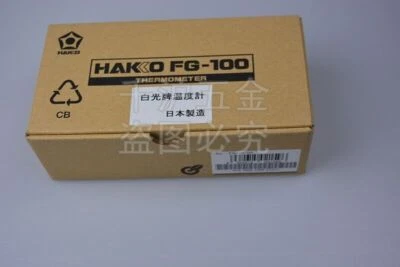 HAKKO
HAKKO FG-100
THERMOMETER
白光牌温度計
日本製造
CB
五金
盗图必究